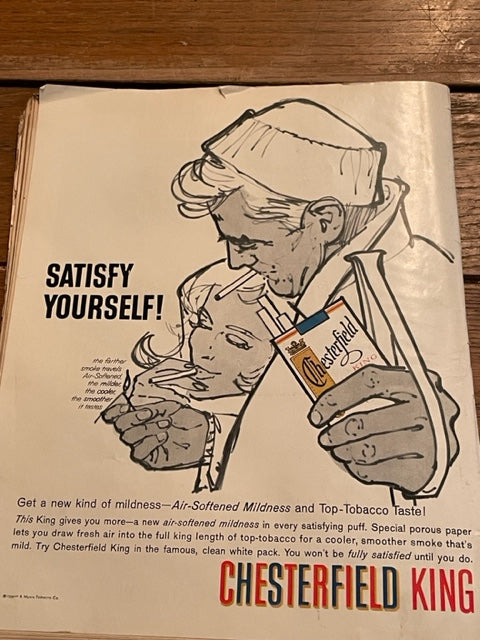 SATISFY
YOURSELF!
the farther
smoke travels
Air-Softened,
the milder,
the cooler,
the smoother
it tastes
Chesterfield
KING
Get a new kind of mildness—Air-Softened Mildness and Top-Tobacco Taste!
This King gives you more—a new air-softened mildness in every satisfying puff. Special porous paper
lets you draw fresh air into the full king length of top-tobacco for a cooler, smoother smoke that's
mild. Try Chesterfield King in the famous, clean white pack. You won't be fully satisfied until you do.
CHESTERFIELD KING
Myers Tobacco Co.